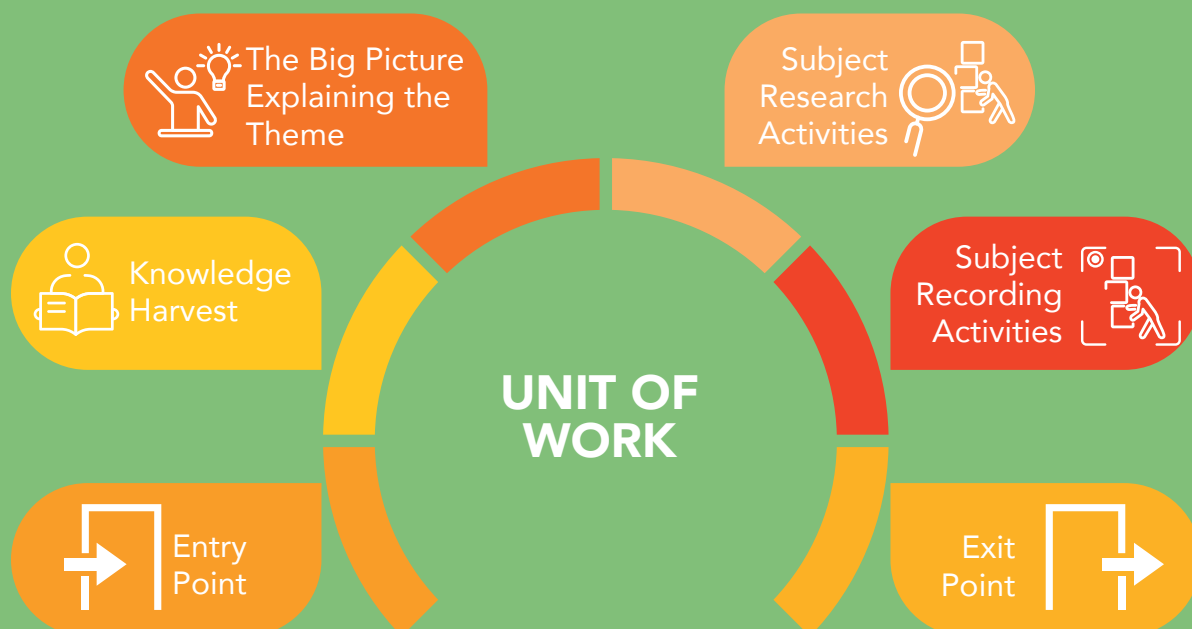 The Big Picture
Explaining the
Theme
Subject
Research
Activities
Knowledge
Harvest
Subject
Recording
Activities
UNIT OF
WORK
Entry
Point
Exit
Point